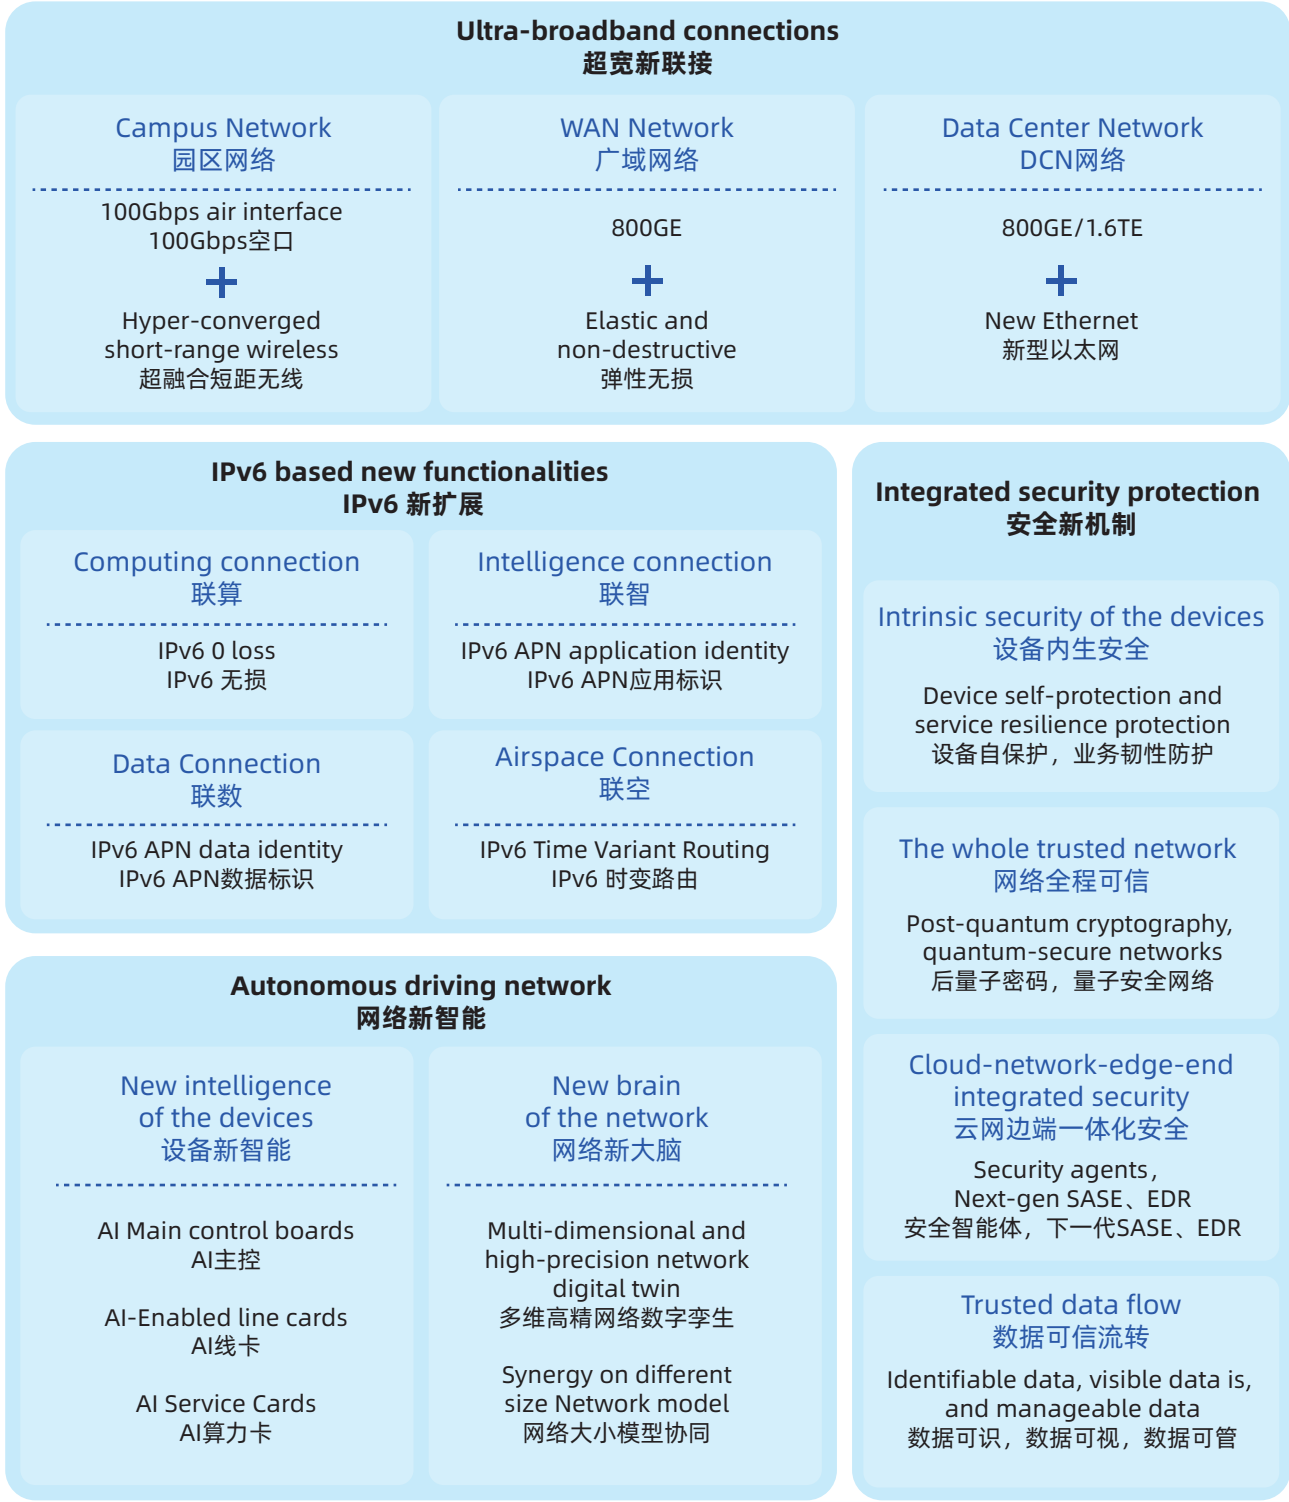 Ultra-broadband connections
超宽新联接
Campus Network
园区网络
100Gbps air interface
100Gbps空口
+
Hyper-converged
short-range wireless
超融合短距无线
WAN Network
广域网络
800GE
+
Elastic and
non-destructive
弹性无损
Data Center Network
DCN网络
800GE/1.6TE
+
New Ethernet
新型以太网
IPv6 based new functionalities
IPv6 新扩展
Computing connection
联算
IPv6 0 loss
IPv6 无损
Intelligence connection
联智
IPv6 APN application identity
IPv6 APN应用标识
Data Connection
联数
IPv6 APN data identity
IPv6 APN数据标识
Airspace Connection
联空
IPv6 Time Variant Routing
IPv6 时变路由
Autonomous driving network
网络新智能
New intelligence
of the devices
设备新智能
AI Main control boards
AI主控
AI-Enabled line cards
AI线卡
AI Service Cards
AI算力卡
New brain
of the network
网络新大脑
Multi-dimensional and
high-precision network
digital twin
多维高精网络数字孪生
Synergy on different
size Network model
网络大小模型协同
Integrated security protection
安全新机制
Intrinsic security of the devices
设备内生安全
Device self-protection and
service resilience protection
设备自保护，业务韧性防护
The whole trusted network
网络全程可信
Post-quantum cryptography,
quantum-secure networks
后量子密码，量子安全网络
Cloud-network-edge-end
integrated security
云网边端一体化安全
Security agents，
Next-gen SASE、EDR
安全智能体，下一代SASE、EDR
Trusted data flow
数据可信流转
Identifiable data, visible data is,
and manageable data
数据可识，数据可视，数据可管